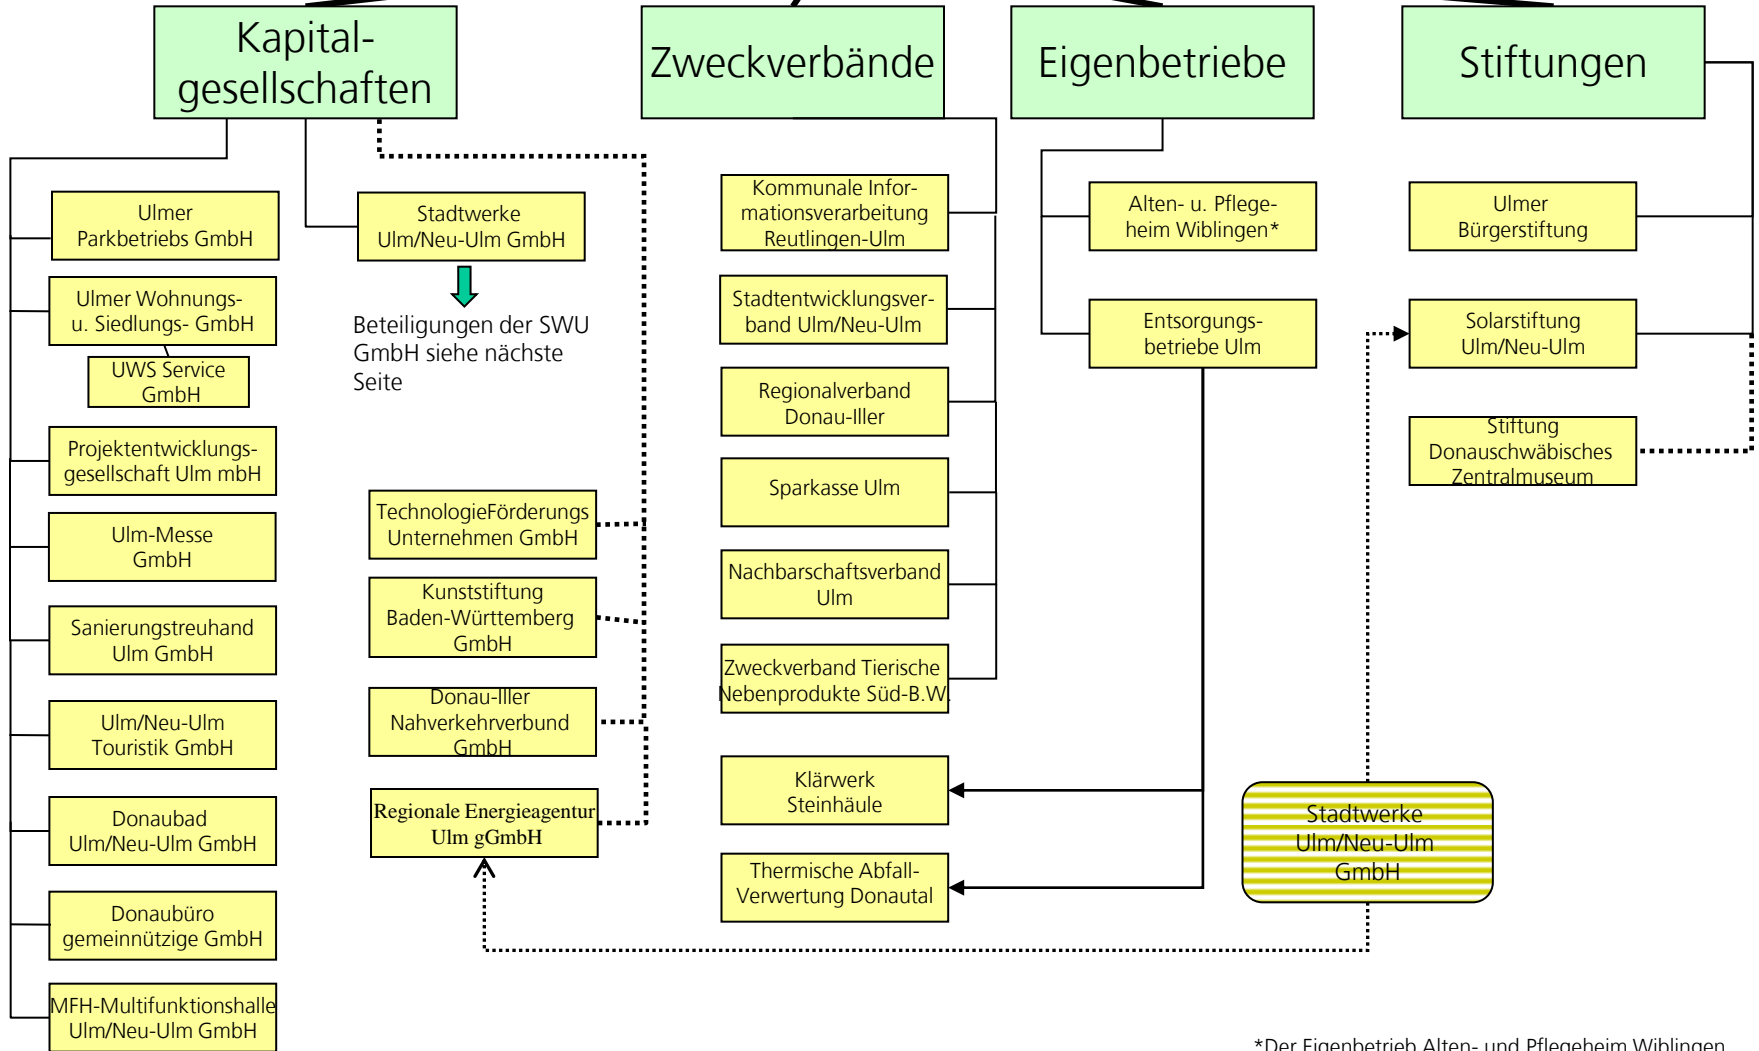 Kapital-
gesellschaften
Zweckverbände
Eigenbetriebe
Stiftungen
Ulmer
Parkbetriebs GmbH
Ulmer Wohnungs-
u. Siedlungs- GmbH
UWS Service
GmbH
Projektentwicklungs-
gesellschaft Ulm mbH
Ulm-Messe
GmbH
Sanierungstreuhand
Ulm GmbH
Ulm/Neu-Ulm
Touristik GmbH
Donaubad
Ulm/Neu-Ulm GmbH
Donaubüro
gemeinnützige GmbH
MFH-Multifunktionshalle
Ulm/Neu-Ulm GmbH
Stadtwerke
Ulm/Neu-Ulm GmbH
Beteiligungen der SWU
GmbH siehe nächste
Seite
TechnologieFörderungs
Unternehmen GmbH
Kunststiftung
Baden-Württemberg
GmbH
Donau-Iller
Nahverkehrverbund
GmbH
Regionale Energieagentur
Ulm gGmbH
Kommunale Infor-
mationsverarbeitung
Reutlingen-Ulm
Stadtentwicklungsver-
band Ulm/Neu-Ulm
Regionalverband
Donau-Iller
Sparkasse Ulm
Nachbarschaftsverband
Ulm
Zweckverband Tierische
Nebenprodukte Süd-B.W.
Klärwerk
Steinhäule
Thermische Abfall-
Verwertung Donautal
Alten- u. Pflege-
heim Wiblingen*
Entsorgungs-
betriebe Ulm
Ulmer
Bürgerstiftung
Solarstiftung
Ulm/Neu-Ulm
Stiftung
Donauschwäbisches
Zentralmuseum
Stadtwerke
Ulm/Neu-Ulm
GmbH
*Der Eigenbetrieb Alten- und Pflegeheim Wiblingen